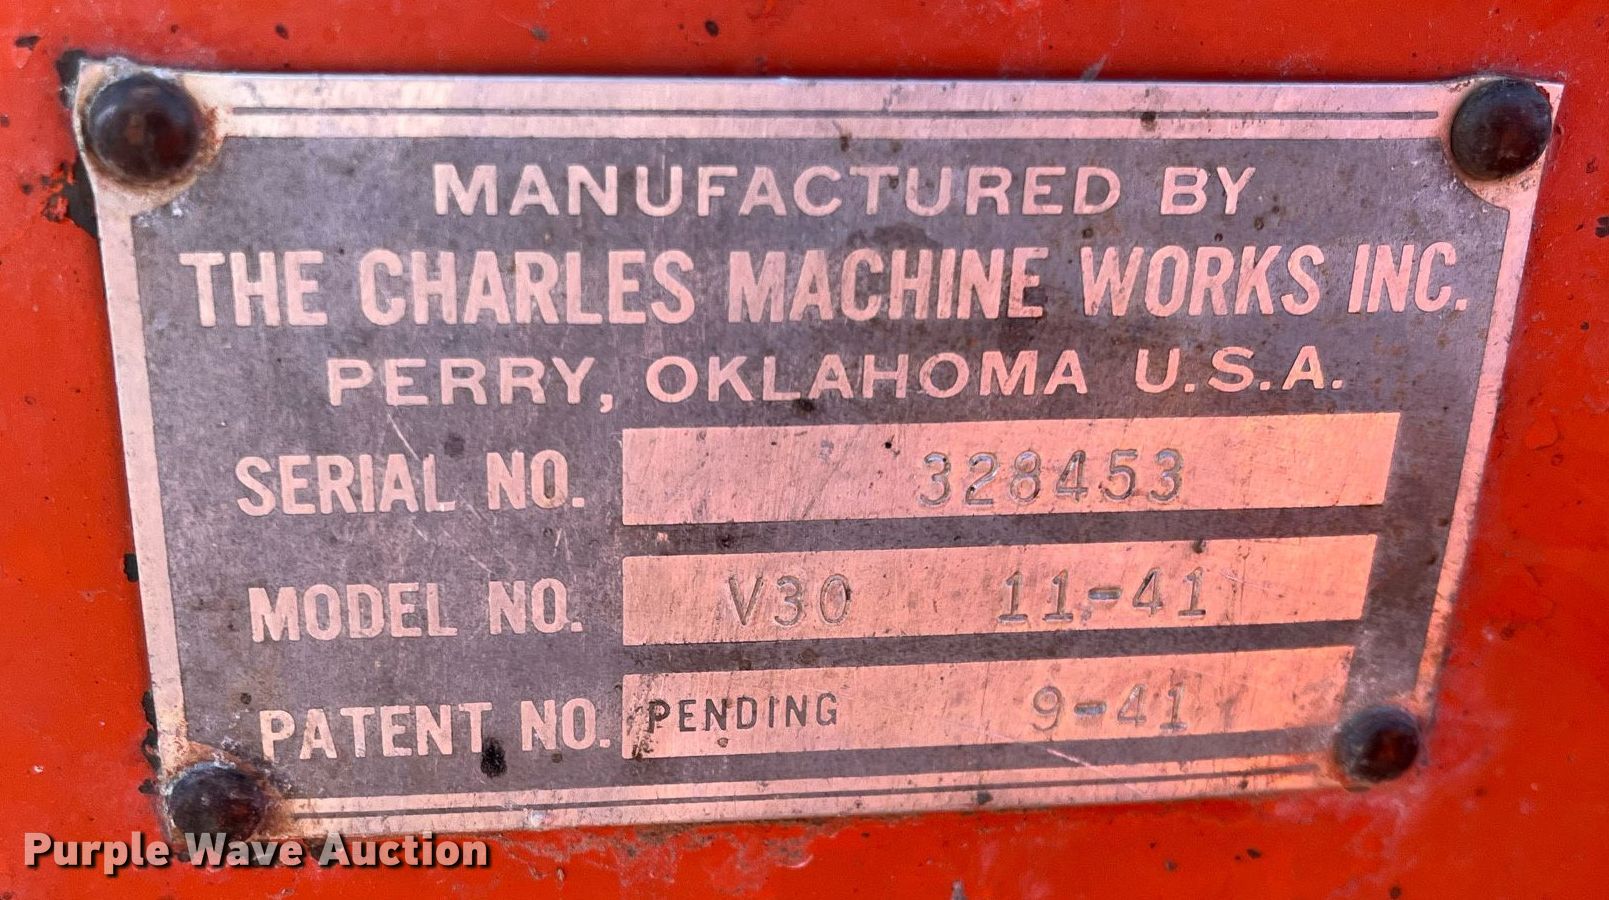 MANUFACTURED BY
THE CHARLES MACHINE WORKS INC.
PERRY, OKLAHOMA U.S.A.
SERIAL NO. 328453
MODEL NO. V30 11-41
PATENT NO. PENDING 9-41
Purple Wave Auction